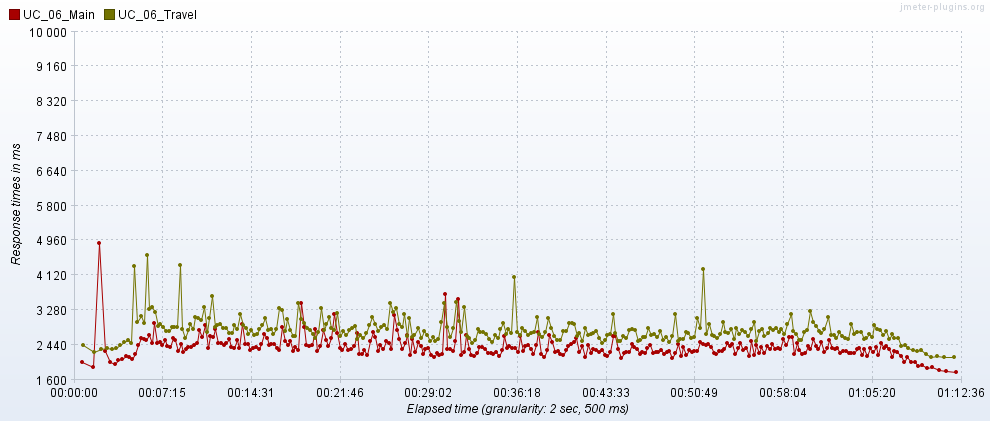 UC_06_Main UC_06_Travel
jmeter-plugins.org
10 000
9 160
8 320
7 480
6 640
5 800
4 960
4 120
3 280
2 440
1 600
Response times in ms
00:00:00 00:07:15 00:14:31 00:21:46 00:29:02 00:36:18 00:43:33 00:50:49 00:58:04 01:05:20 01:12:36
Elapsed time (granularity: 2 sec, 500 ms)